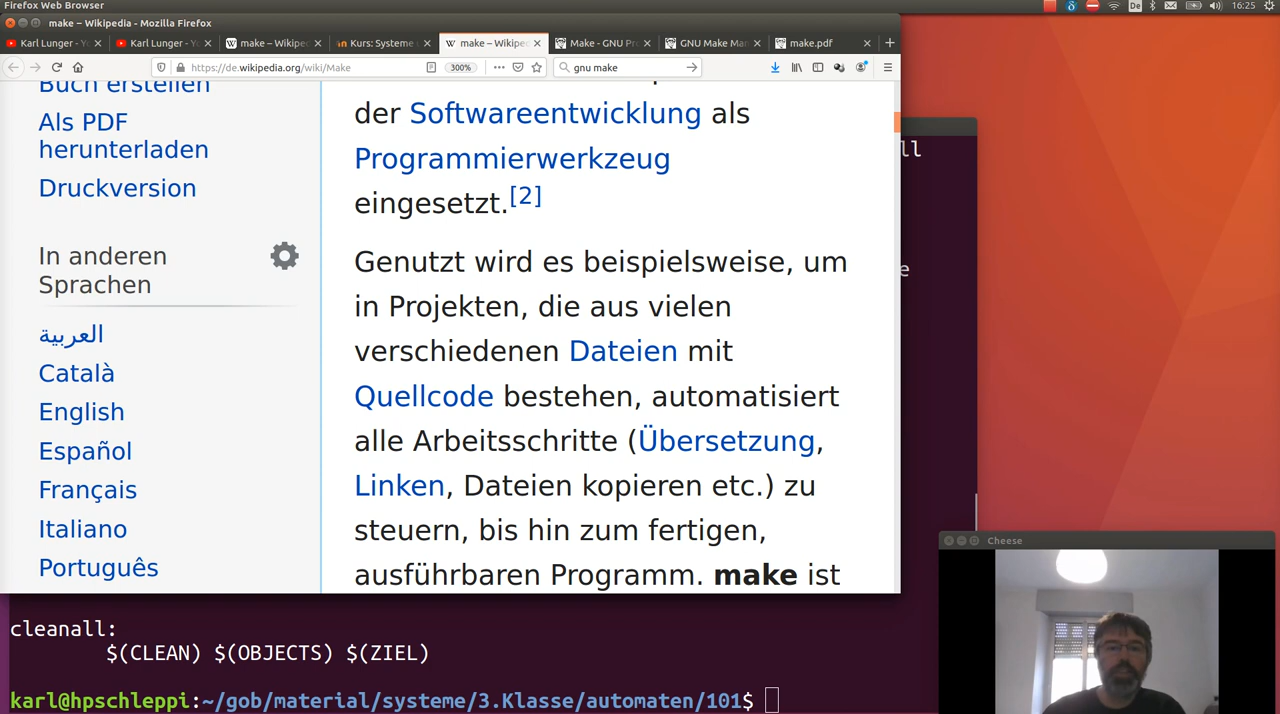 Firefox Web Browser
De
16:25
make – Wikipedia - Mozilla Firefox
Karl Lunger - Yo
Karl Lunger - Yo
make – Wikipe
Kurs: Systeme
make – Wikipe
Make - GNU Pr
GNU Make Man
make.pdf
https://de.wikipedia.org/wiki/Make
300%
gnu make
Buch erstellen
Als PDF
herunterladen
Druckversion
In anderen
Sprachen
العربية
Català
English
Español
Français
Italiano
Português
der Softwareentwicklung als
Programmierwerkzeug
eingesetzt.[2]
Genutzt wird es beispielsweise, um
in Projekten, die aus vielen
verschiedenen Dateien mit
Quellcode bestehen, automatisiert
alle Arbeitsschritte (Übersetzung,
Linken, Dateien kopieren etc.) zu
steuern, bis hin zum fertigen,
ausführbaren Programm. make ist
ll
e
Cheese
cleanall:
$(CLEAN) $(OBJECTS) $(ZIEL)
karl@hpschleppi:~/gob/material/systeme/3.Klasse/automaten/101$